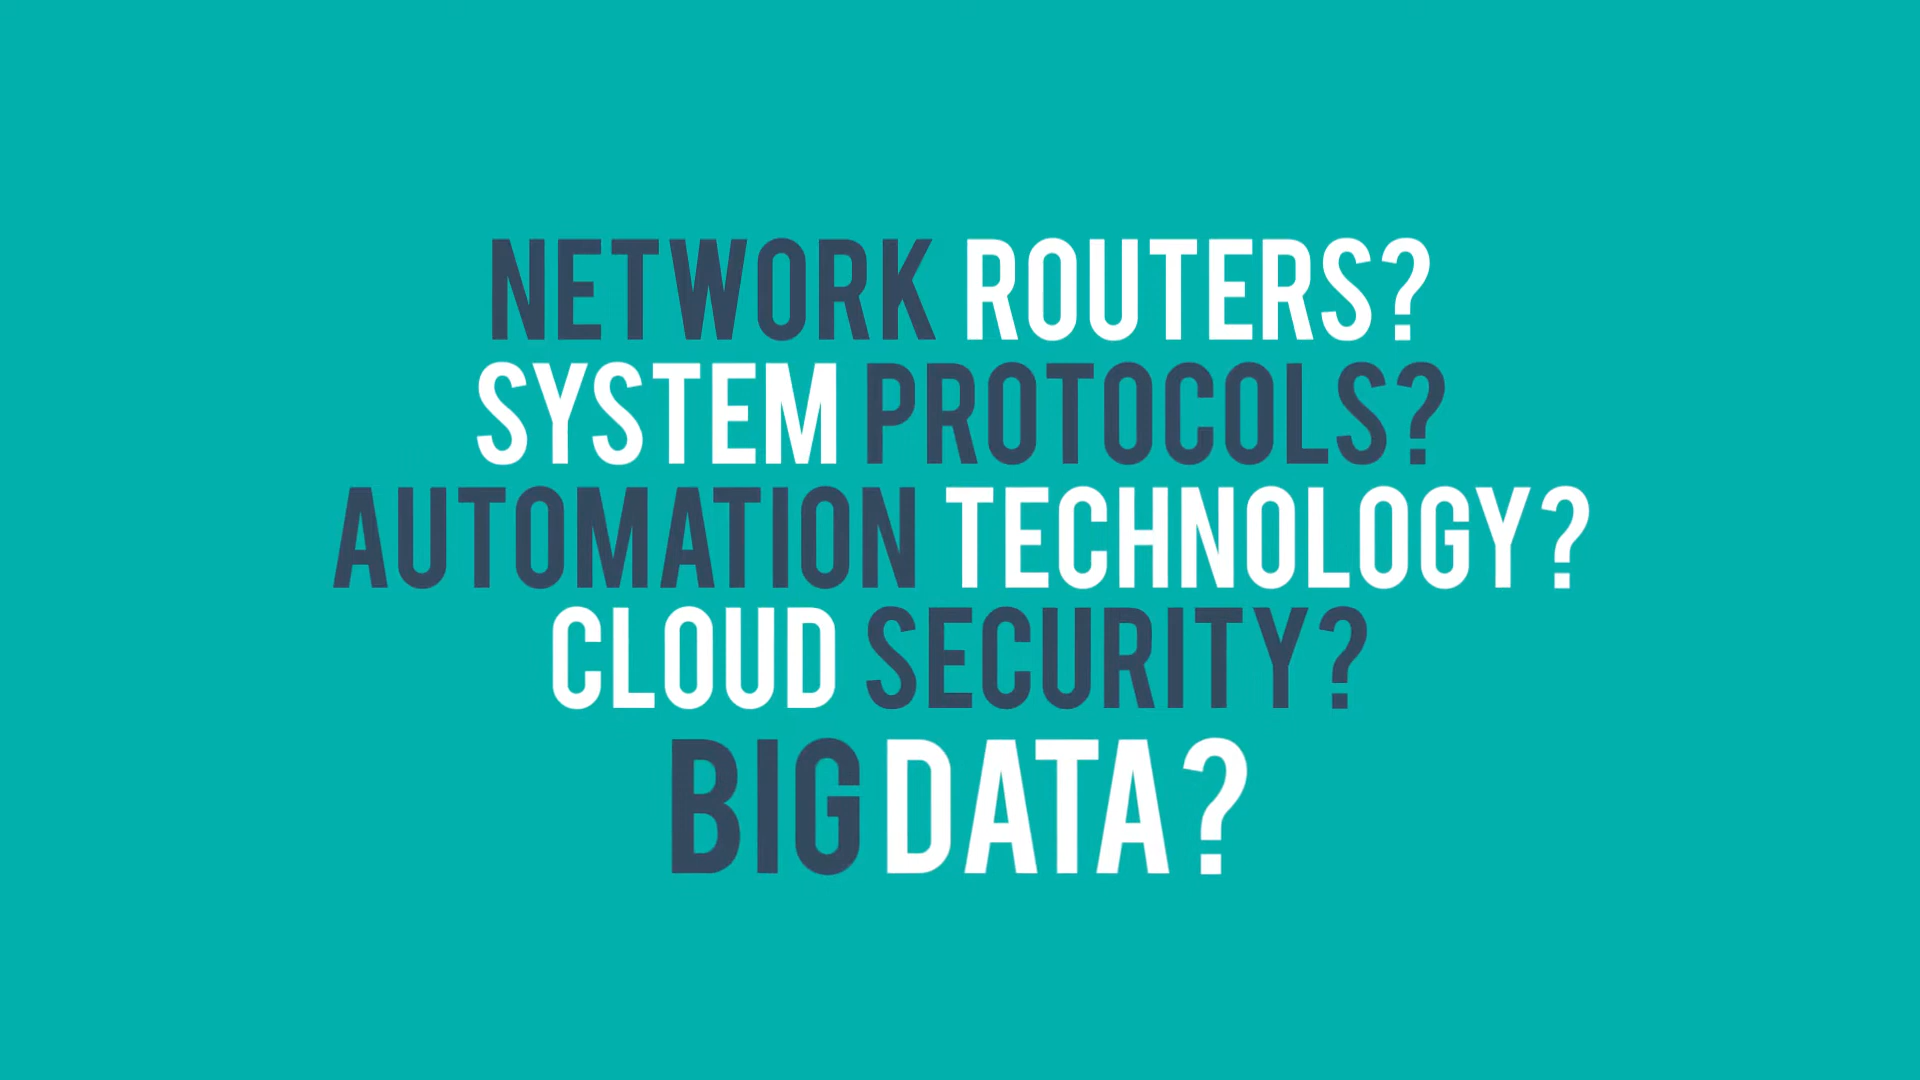 NETWORK ROUTERS?
SYSTEM PROTOCOLS?
AUTOMATION TECHNOLOGY?
CLOUD SECURITY?
BIG DATA?